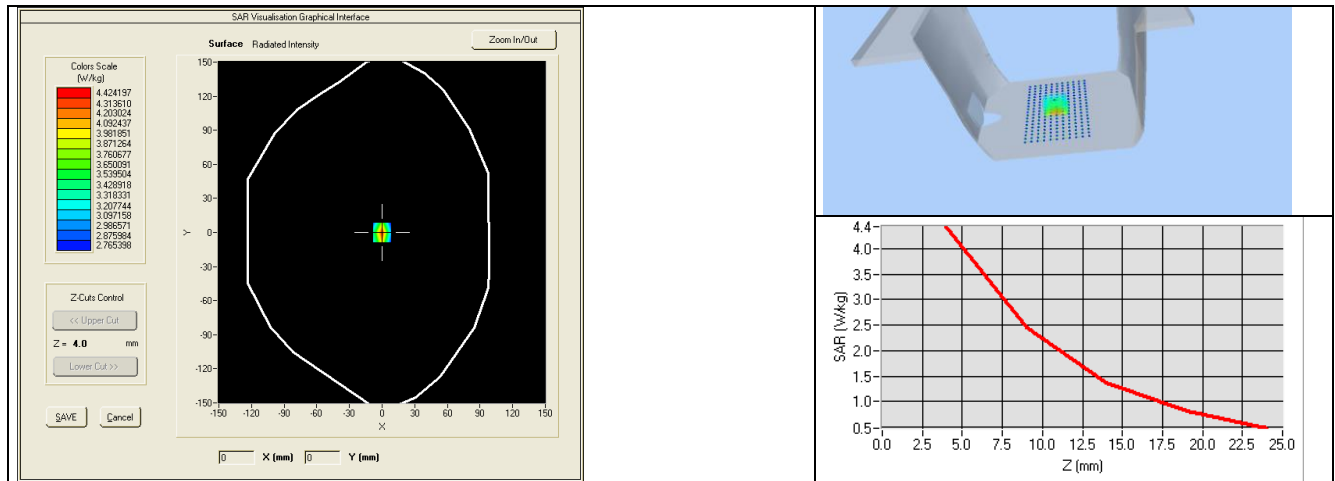 SAR Visualisation Graphical Interface
Surface Radiated Intensity
Zoom In/Out
Colors Scale
(W/kg)
4.424197
4.313610
4.203024
4.092437
3.981851
3.871264
3.760677
3.650091
3.539504
3.428918
3.318331
3.207744
3.097158
2.986571
2.875984
2.765398
Z-Cuts Control
<< Upper Cut
Z = 4.0 mm
Lower Cut >>
SAVE Cancel
150-
120-
90-
60-
30-
0-
-30-
-60-
-90-
-120-
-150-
Y
-150 -120 -90 -60 -30 0 30 60 90 120 150
X
0 X (mm) 0 Y (mm)
4.4-
4.0-
3.5-
3.0-
2.5-
2.0-
1.5-
1.0-
0.5-
SAR (W/kg)
0.0 2.5 5.0 7.5 10.0 12.5 15.0 17.5 20.0 22.5 25.0
Z (mm)